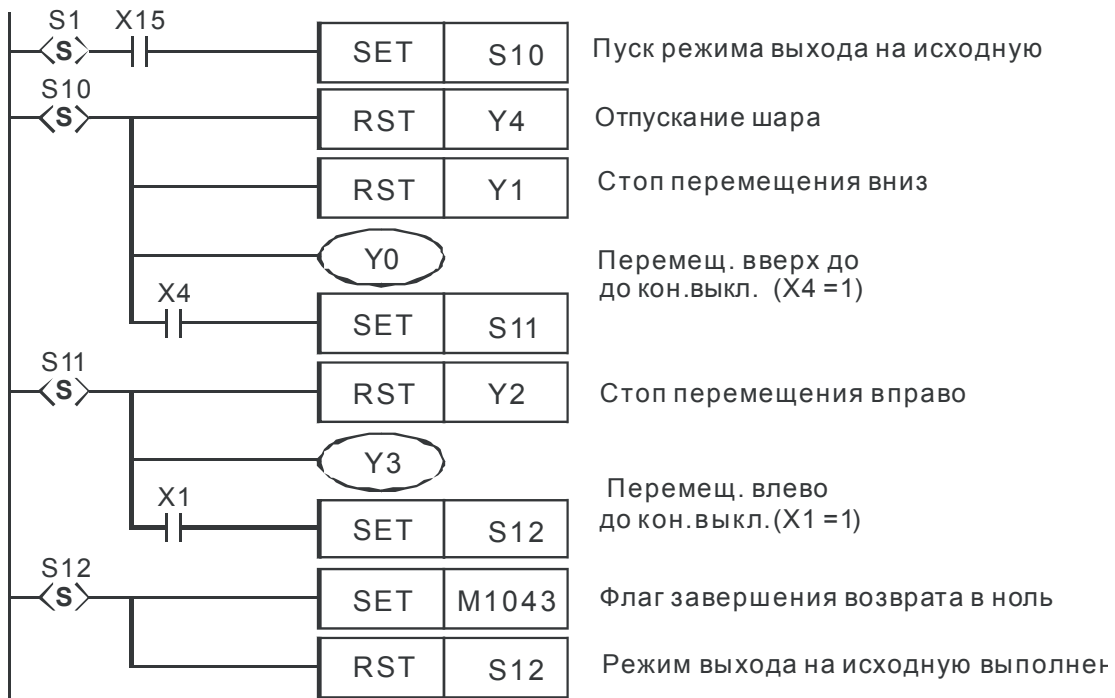 S1 X15
S SET S10 Пуск режима выхода на исходную
S10
S RST Y4 Отпускание шара
RST Y1 Стоп перемещения вниз
Y0 Перемещ. вверх до
до кон.выкл. (X4 =1)
X4
SET S11
S11
S RST Y2 Стоп перемещения вправо
Y3
Перемещ. влево
X1
SET S12 до кон.выкл.(X1 =1)
S12
S SET M1043 Флаг завершения возврата в ноль
RST S12 Режим выхода на исходную выполнен